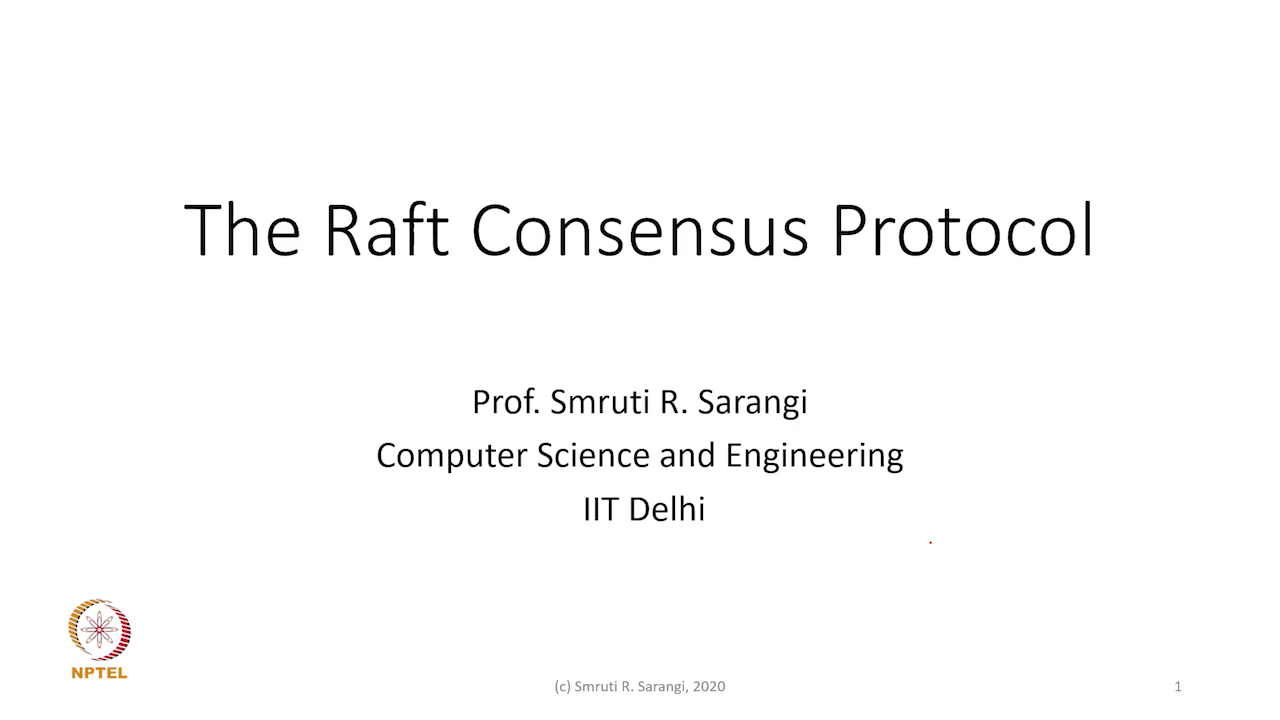 The Raft Consensus Protocol
Prof. Smruti R. Sarangi
Computer Science and Engineering
IIT Delhi
NPTEL
(c) Smruti R. Sarangi, 2020
1